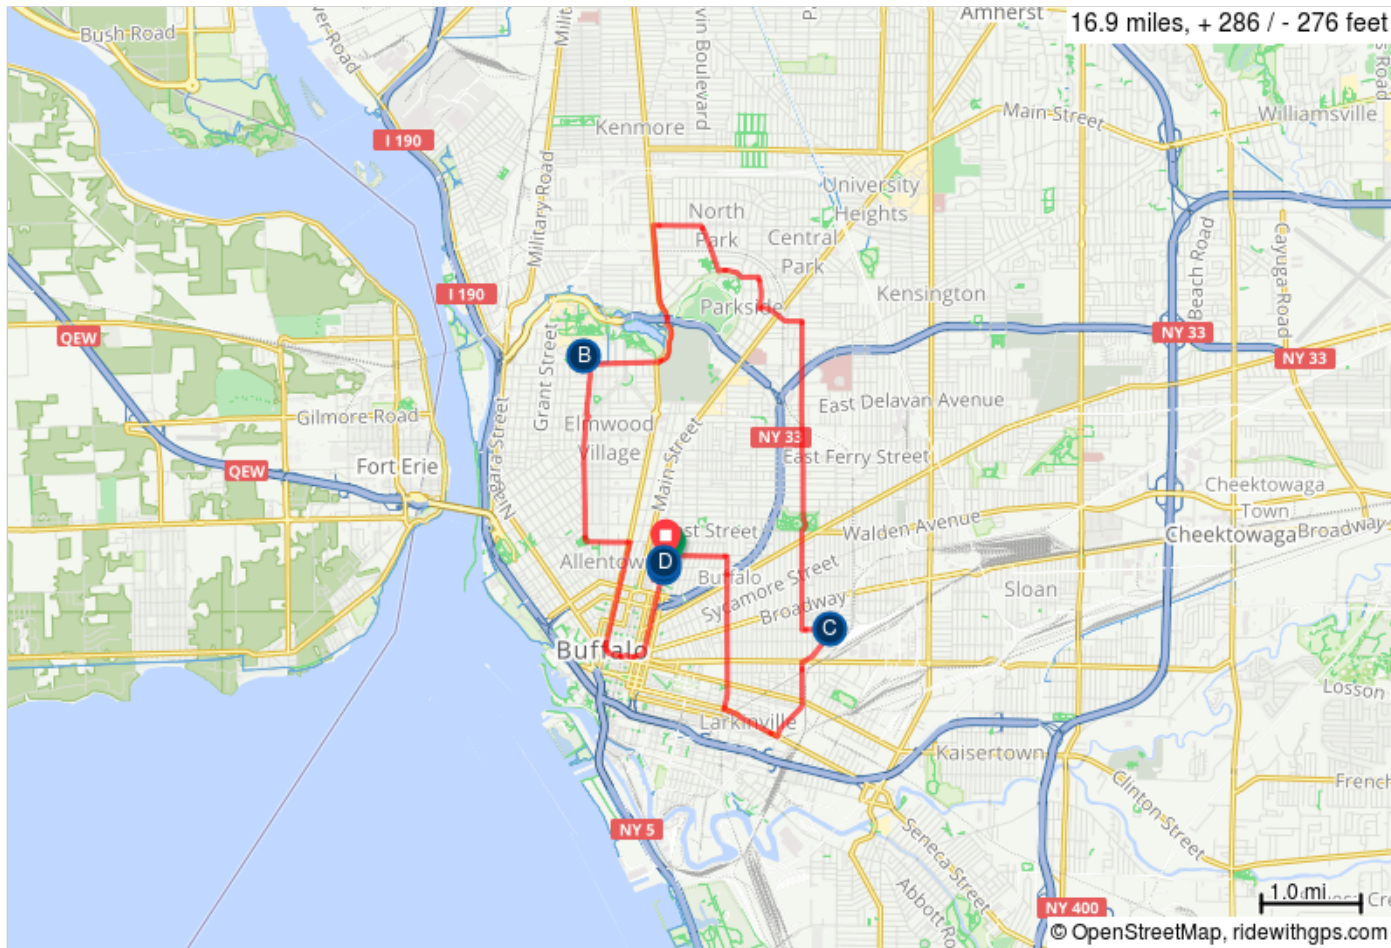 Bush Road
Amherst
16.9 miles, + 286 / - 276 feet
Military Road
Kenmore
Main Street
Williamsville
I 190
University
Heights
North
Park
Central
Park
Beach Road
Cayuga Road
I 190
Parkside
Kensington
QEW
NY 33
NY 33
B
Grant Street
Gilmore Road
Elmwood
Village
East Delavan Avenue
NY 33
East Ferry Street
Main Street
Fort Erie
QEW
Cheektowaga
Town
Walden Avenue
Cheektowaga
Broadway
Sloan
D
Buffalo
Sycamore Street
Broadway
C
Buffalo
Losson
Larkinville
Kaisertown
Clinton Street
NY 5
Seneca Street
NY 400
1.0 mi
© OpenStreetMap, ridewithgps.com